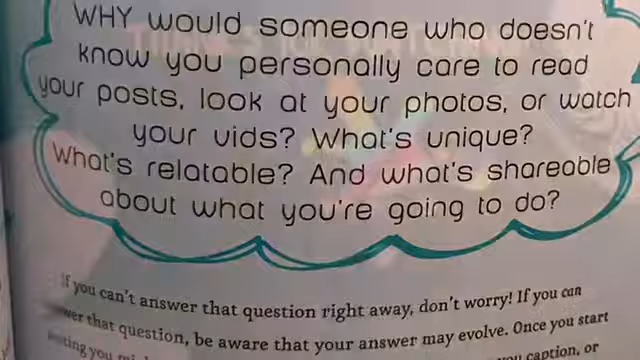 WHY would someone who doesn't
know you personally care to read
your posts, look at your photos, or watch
your vids? What's unique?
What's relatable? And what's shareable
about what you're going to do?
If you can't answer that question right away, don't worry! If you can
that question, be aware that your answer may evolve. Once you start
you
caption, or